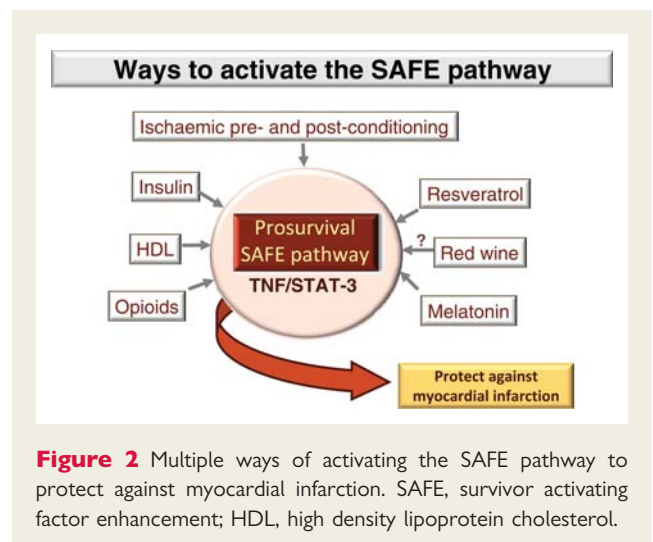 Ways to activate the SAFE pathway
Ischaemic pre- and post-conditioning
Insulin
HDL
Opioids
Prosurvival
SAFE pathway
TNF/STAT-3
Resveratrol
?
Red wine
Melatonin
Protect against
myocardial infarction
Figure 2 Multiple ways of activating the SAFE pathway to
protect against myocardial infarction. SAFE, survivor activating
factor enhancement; HDL, high density lipoprotein cholesterol.